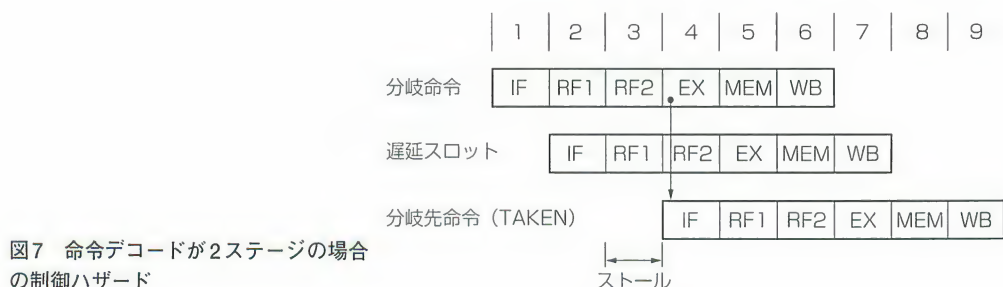 1 2 3 4 5 6 7 8 9
分岐命令 IF RF1 RF2 EX MEM WB
遅延スロット IF RF1 RF2 EX MEM WB
分岐先命令（TAKEN） IF RF1 RF2 EX MEM WB
ストール
図7 命令デコードが2ステージの場合
の制御ハザード